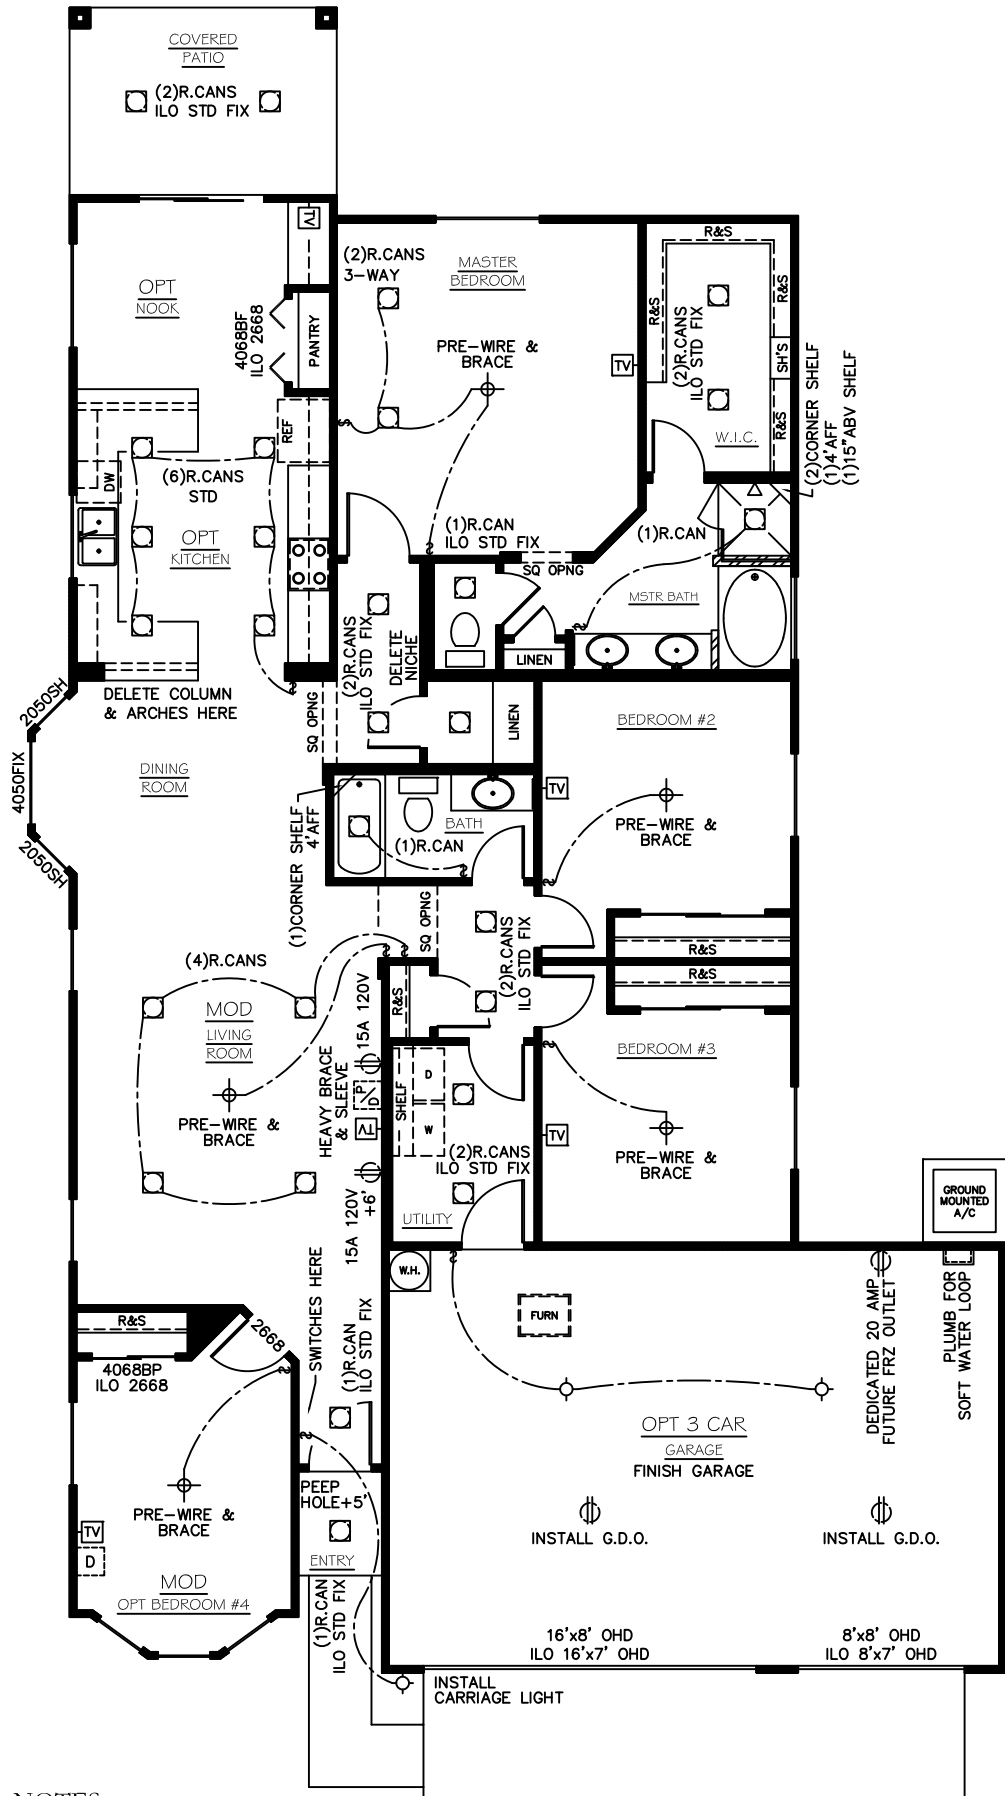 COVERED
PATIO
(2)R.CANS
ILO STD FIX
TV
OPT
NOOK
4068BF
ILO 2668
PANTRY
(2)R.CANS
3-WAY
MASTER
BEDROOM
PRE-WIRE &
BRACE
TV
R&S
R&S
R&S
(2)R.CANS
ILO STD FIX
SH'S
R&S
W.I.C.
(2)CORNER SHELF
(1)4'AFF
(1)15"ABV SHELF
REF
DW
(6)R.CANS
STD
OPT
KITCHEN
(1)R.CAN
ILO STD FIX
SQ OPNG
(1)R.CAN
MSTR BATH
LINEN
(2)R.CANS
ILO STD FIX
DELETE
NICHE
DELETE COLUMN
& ARCHES HERE
SQ OPNG
LINEN
2050SH
4050FIX
2050SH
DINING
ROOM
BEDROOM #2
TV
PRE-WIRE &
BRACE
BATH
(1)R.CAN
(1)CORNER SHELF
4'AFF
SQ OPNG
(2)R.CANS
ILO STD FIX
R&S
R&S
(4)R.CANS
MOD
LIVING
ROOM
PRE-WIRE &
BRACE
R&S
15A 120V
HEAVY BRACE
& SLEEVE
D/P
TV
15A 120V
+6'
SHELF
D
W
(2)R.CANS
ILO STD FIX
UTILITY
BEDROOM #3
TV
PRE-WIRE &
BRACE
GROUND
MOUNTED
A/C
W.H.
FURN
DEDICATED 20 AMP
FUTURE FRZ OUTLET
PLUMB FOR
SOFT WATER LOOP
R&S
2668
4068BP
ILO 2668
SWITCHES HERE
(1)R.CAN
ILO STD FIX
OPT 3 CAR
GARAGE
FINISH GARAGE
PRE-WIRE &
BRACE
TV
D
MOD
OPT BEDROOM #4
PEEP
HOLE+5'
ENTRY
(1)R.CAN
ILO STD FIX
INSTALL G.D.O.
INSTALL G.D.O.
16'x8' OHD
ILO 16'x7' OHD
8'x8' OHD
ILO 8'x7' OHD
INSTALL
CARRIAGE LIGHT
NOTES